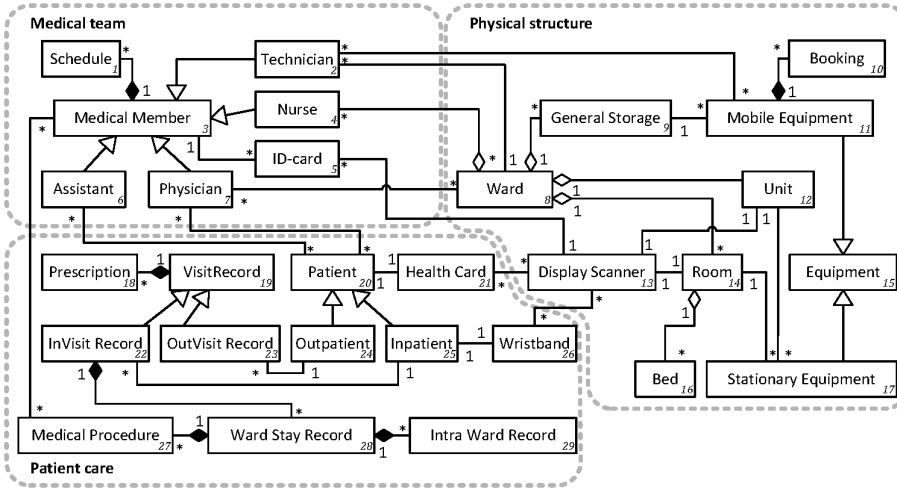 Medical team
Physical structure
Schedule 1
Technician 2
Booking 10
* 1 * * * * 1
Medical Member 3
Nurse 4
General Storage 9
Mobile Equipment 11
* 1 * * * * 1 1 * 1 *
ID-card 5
Assistant 6
Physician 7
Ward 8
Unit 12
* * * * 1 1 1 1
* * 1 1 *
Prescription 18
VisitRecord 19
Patient 20
Health Card 21
Display Scanner 13
Room 14
Equipment 15
* 1 1 1 * * 1 1 1
InVisit Record 22
OutVisit Record 23
Outpatient 24
Inpatient 25
Wristband 26
1 * * 1 1 1 1 * 1 * * *
Bed 16
Stationary Equipment 17
* *
Medical Procedure 27
Ward Stay Record 28
Intra Ward Record 29
* 1 1 *
Patient care